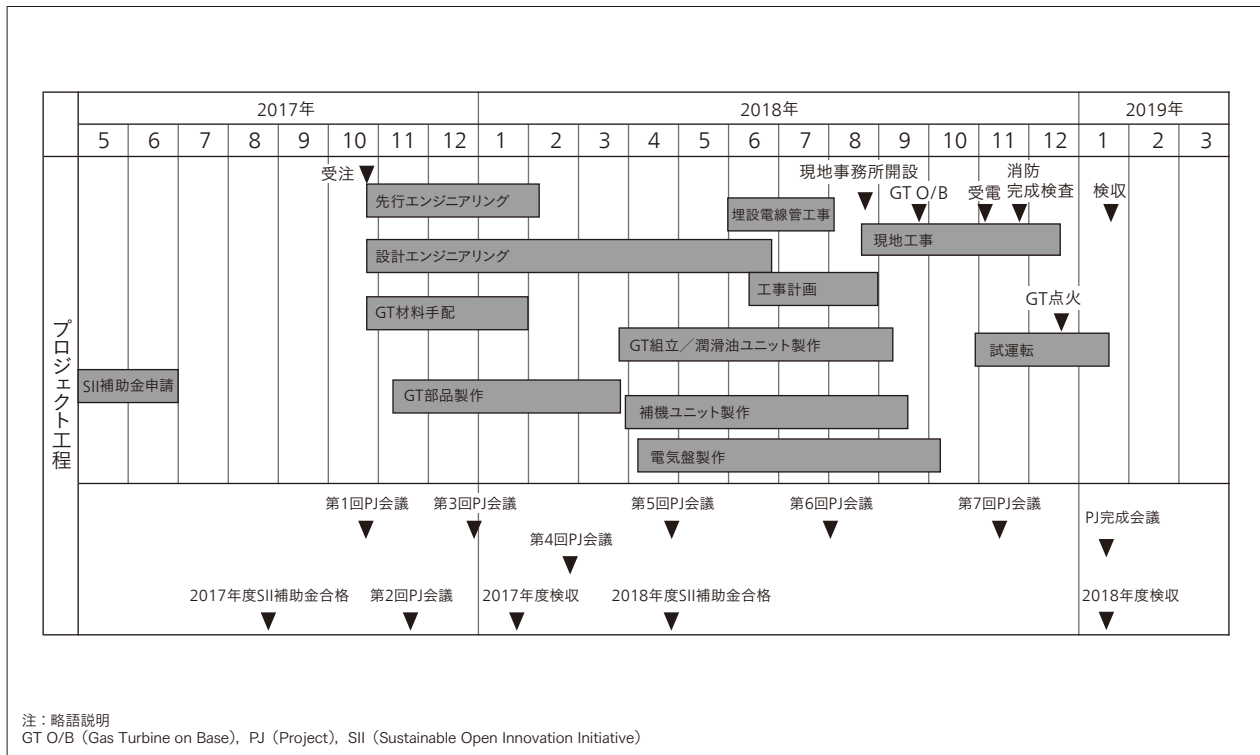 2017年
2018年
2019年
5 6 7 8 9 10 11 12 1 2 3 4 5 6 7 8 9 10 11 12 1 2 3
プロジェクト工程
受注
先行エンジニアリング
設計エンジニアリング
GT材料手配
SII補助金申請
GT部品製作
埋設電線管工事
工事計画
GT組立／潤滑油ユニット製作
補機ユニット製作
電気盤製作
現地事務所開設
GT O/B
受電
消防
完成検査
検収
現地工事
GT点火
試運転
第1回PJ会議
第3回PJ会議
第5回PJ会議
第6回PJ会議
第7回PJ会議
PJ完成会議
第4回PJ会議
2017年度SII補助金合格
第2回PJ会議
2017年度検収
2018年度SII補助金合格
2018年度検収
注：略語説明
GT O/B（Gas Turbine on Base），PJ（Project），SII（Sustainable Open Innovation Initiative）